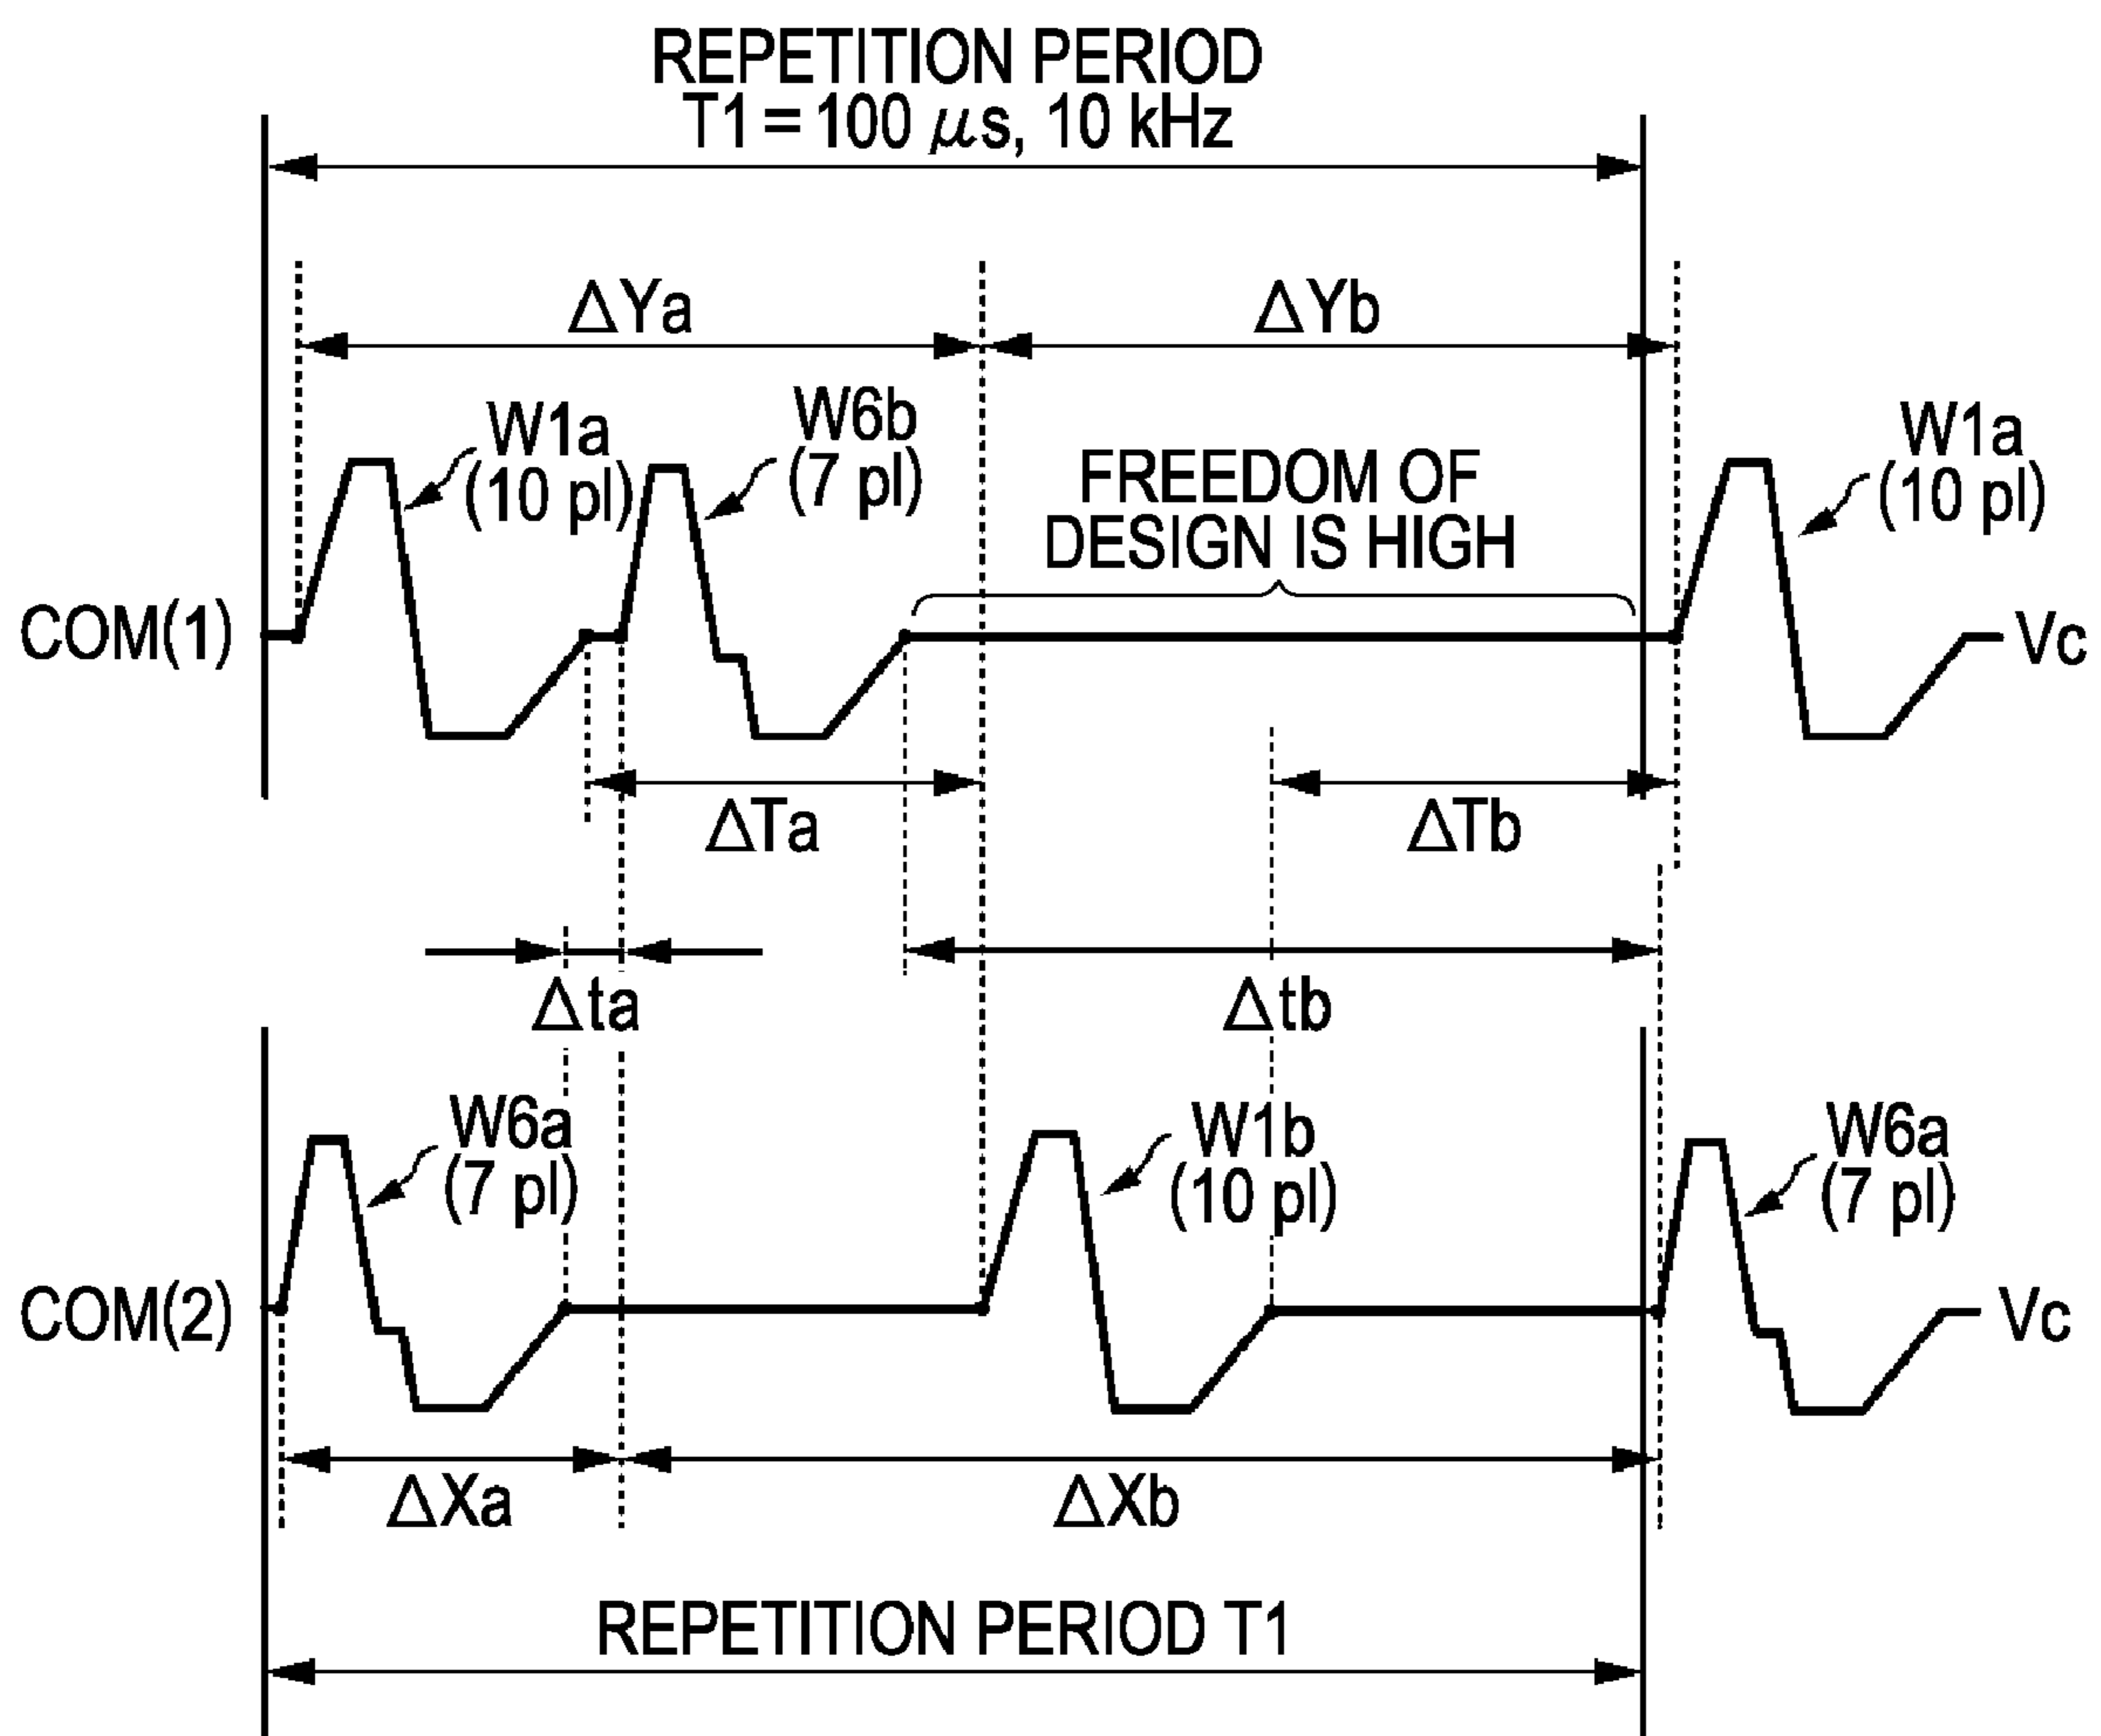 REPETITION PERIOD
T1 = 100 μs, 10 kHz
ΔYa
ΔYb
W1a
(10 pl)
W6b
(7 pl)
FREEDOM OF
DESIGN IS HIGH
W1a
(10 pl)
COM(1)
Vc
ΔTa
ΔTb
Δta
Δtb
W6a
(7 pl)
W1b
(10 pl)
W6a
(7 pl)
COM(2)
Vc
ΔXa
ΔXb
REPETITION PERIOD T1